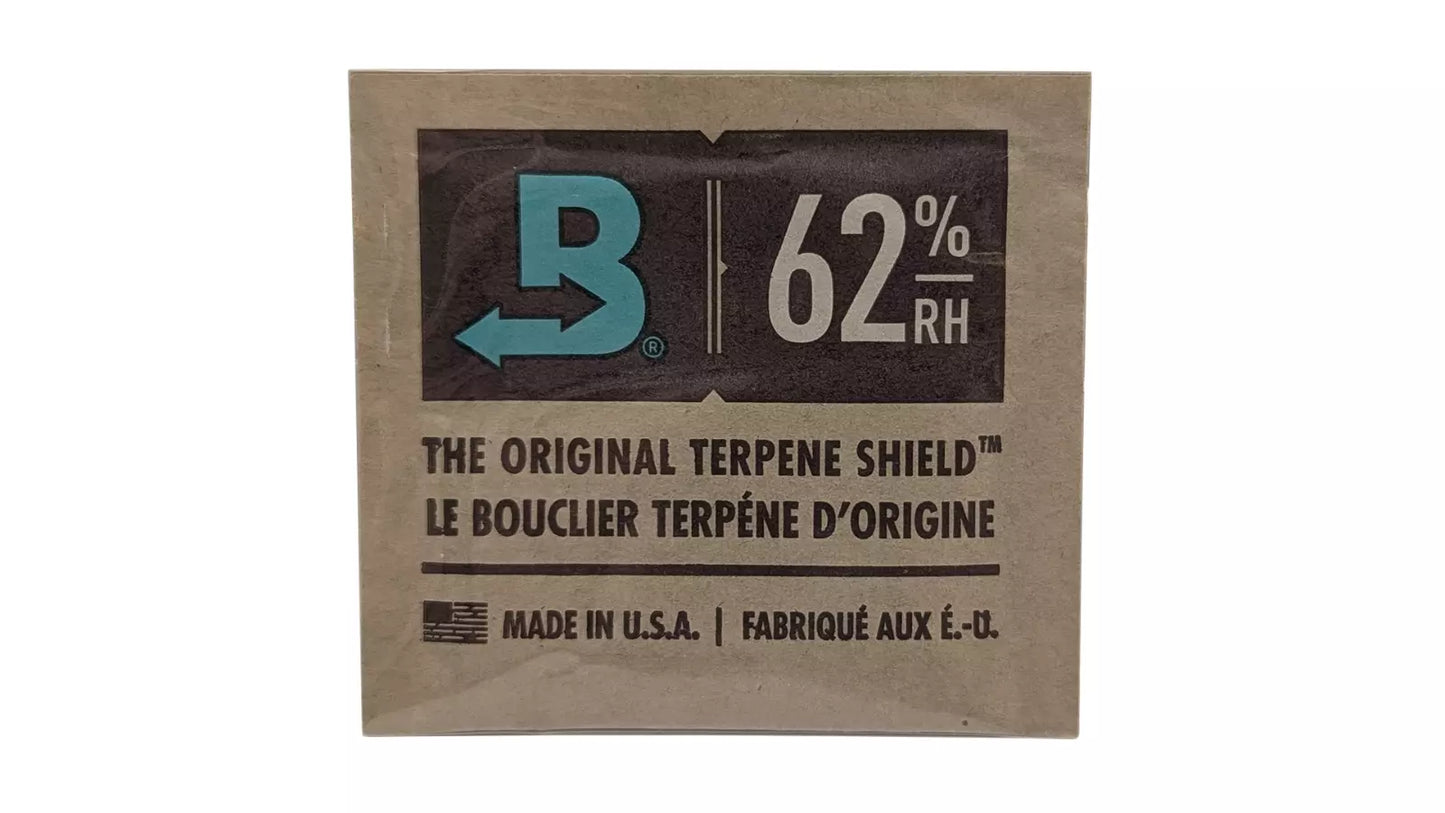 B® 62% RH
THE ORIGINAL TERPENE SHIELD™
LE BOUCLIER TERPÉNE D'ORIGINE
MADE IN U.S.A. | FABRIQUÉ AUX É.-U.